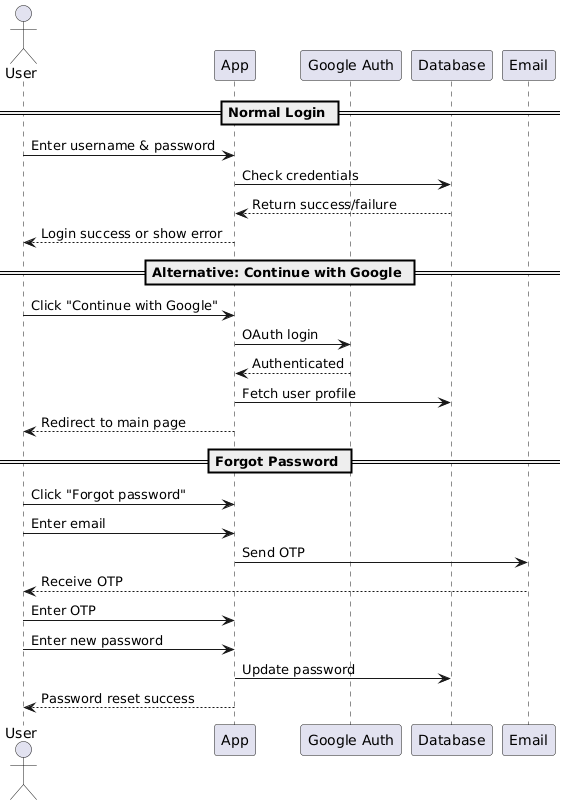 User
App
Google Auth
Database
Email
Normal Login
Enter username & password
Check credentials
Return success/failure
Login success or show error
Alternative: Continue with Google
Click "Continue with Google"
OAuth login
Authenticated
Fetch user profile
Redirect to main page
Forgot Password
Click "Forgot password"
Enter email
Send OTP
Receive OTP
Enter OTP
Enter new password
Update password
Password reset success
User
App
Google Auth
Database
Email